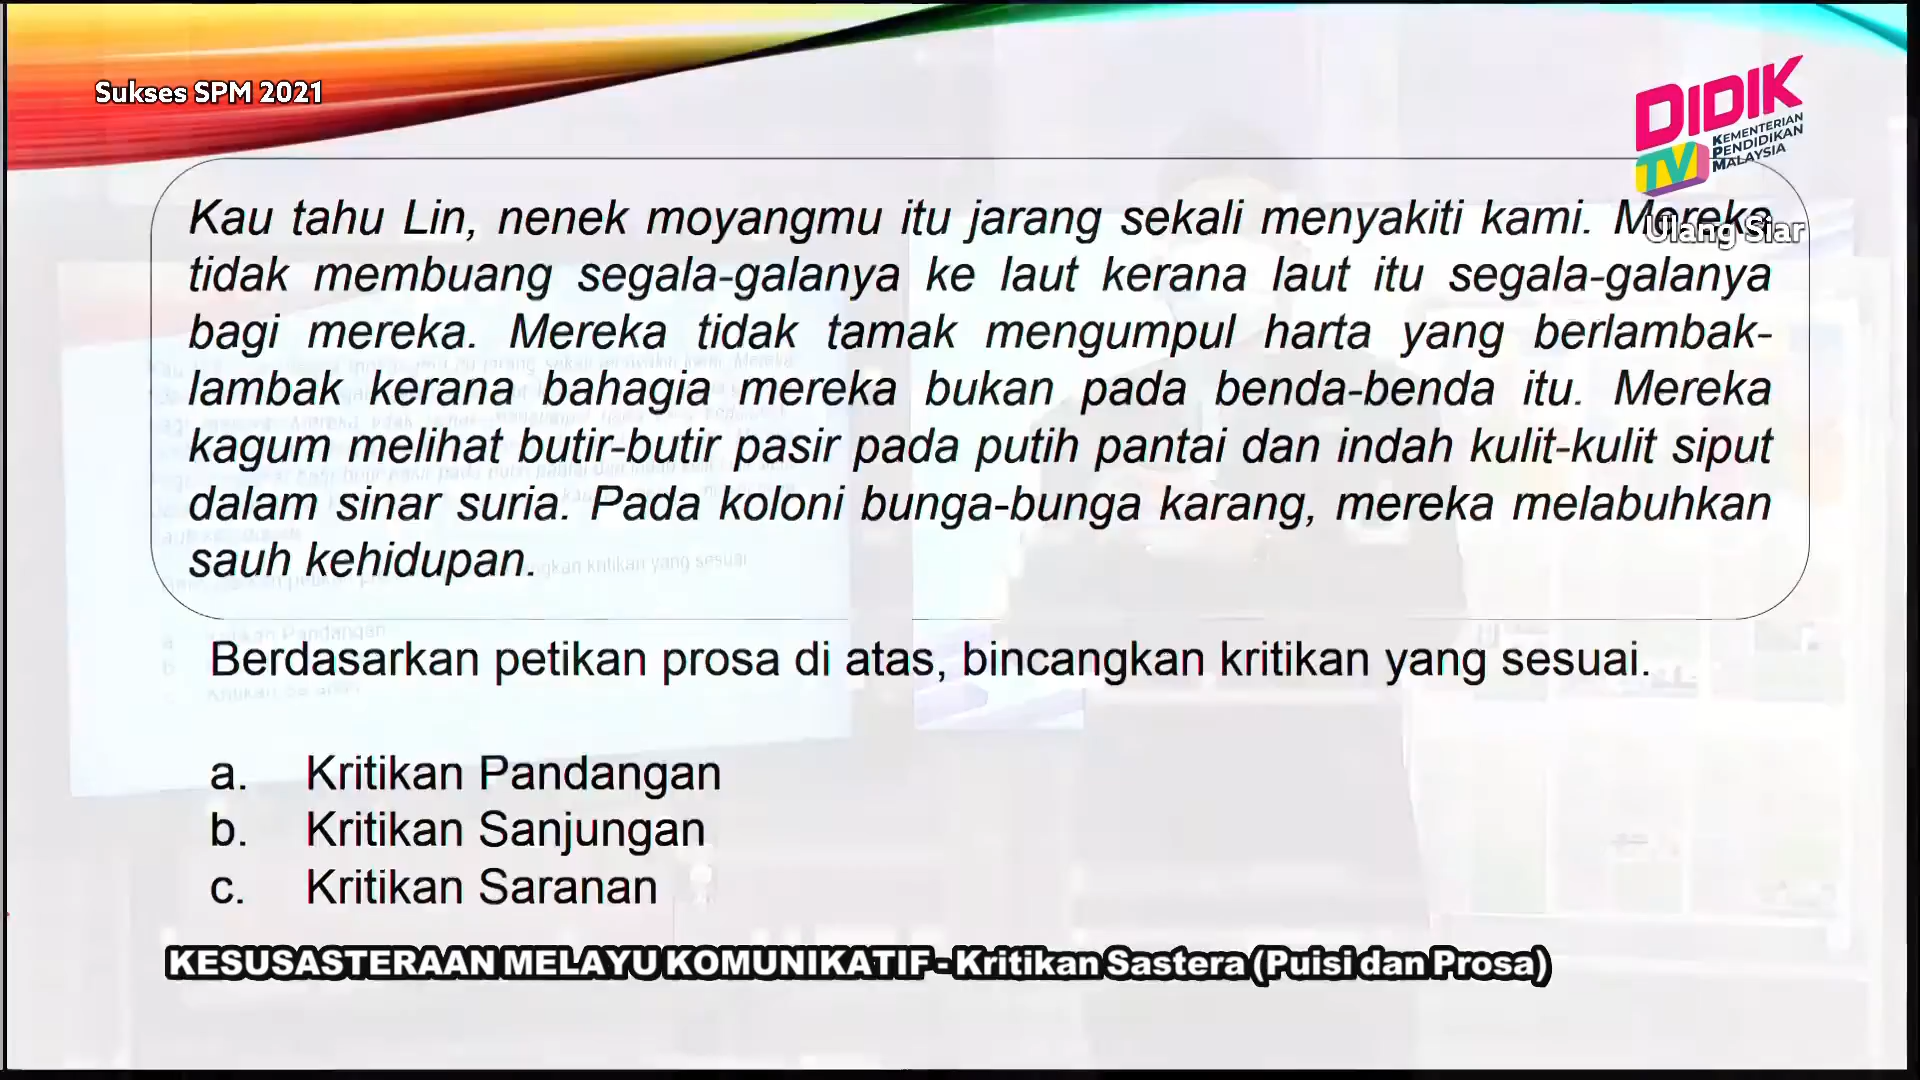 Sukses SPM 2021
DIDIK
TV
KEMENTERIAN
PENDIDIKAN
MALAYSIA
Ulang Siar
Kau tahu Lin, nenek moyangmu itu jarang sekali menyakiti kami. Mereka
tidak membuang segala-galanya ke laut kerana laut itu segala-galanya
bagi mereka. Mereka tidak tamak mengumpul harta yang berlambak-
lambak kerana bahagia mereka bukan pada benda-benda itu. Mereka
kagum melihat butir-butir pasir pada putih pantai dan indah kulit-kulit siput
dalam sinar suria. Pada koloni bunga-bunga karang, mereka melabuhkan
sauh kehidupan.
Berdasarkan petikan prosa di atas, bincangkan kritikan yang sesuai.
a. Kritikan Pandangan
b. Kritikan Sanjungan
c. Kritikan Saranan
KESUSASTERAAN MELAYU KOMUNIKATIF - Kritikan Sastera (Puisi dan Prosa)